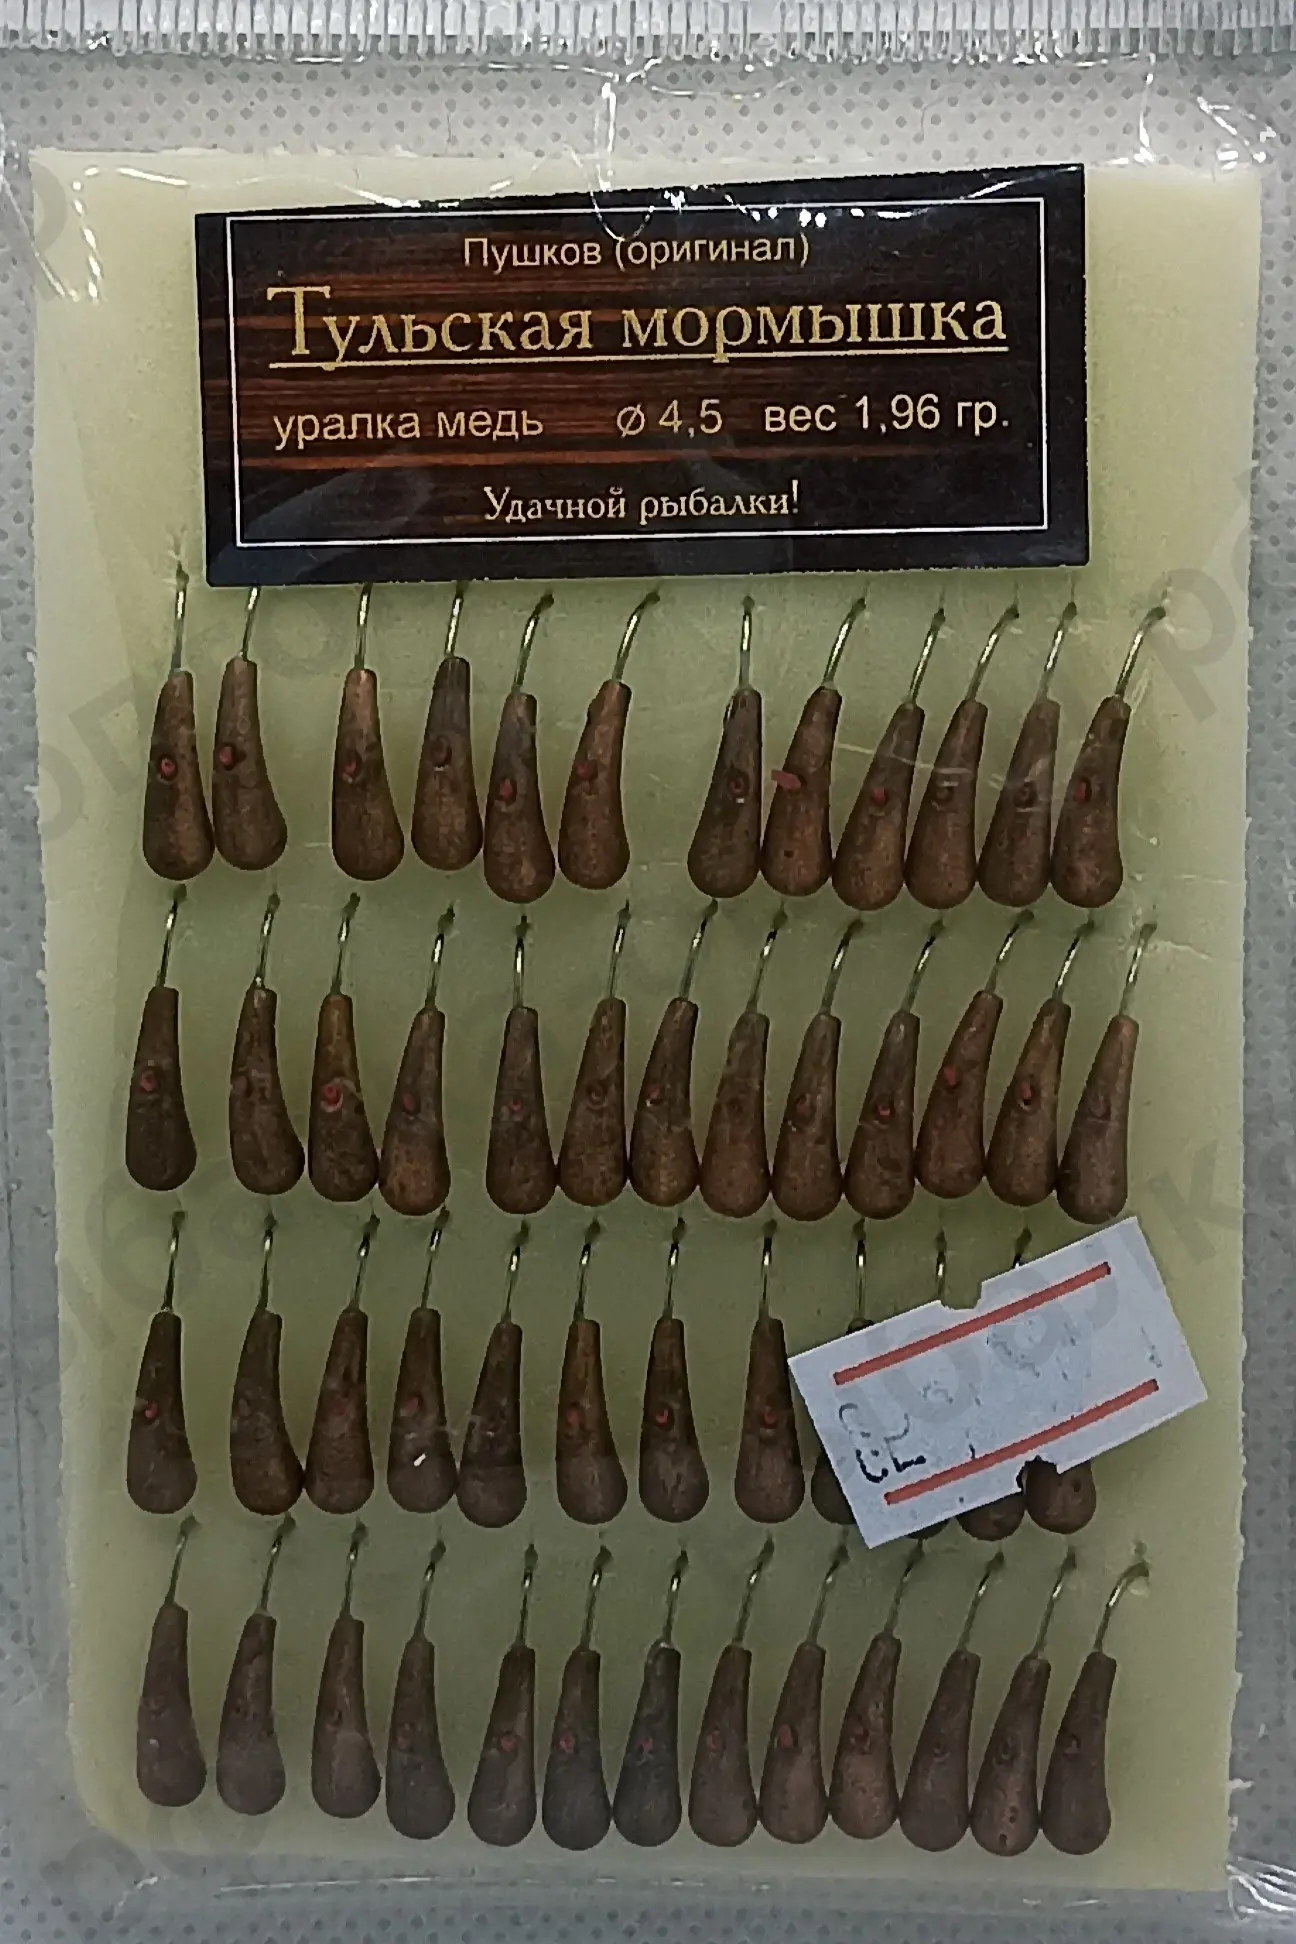 Пушков (оригинал)
Тульская мормышка
уралка медь ⌀ 4,5 вес 1,96 гр.
Удачной рыбалки!